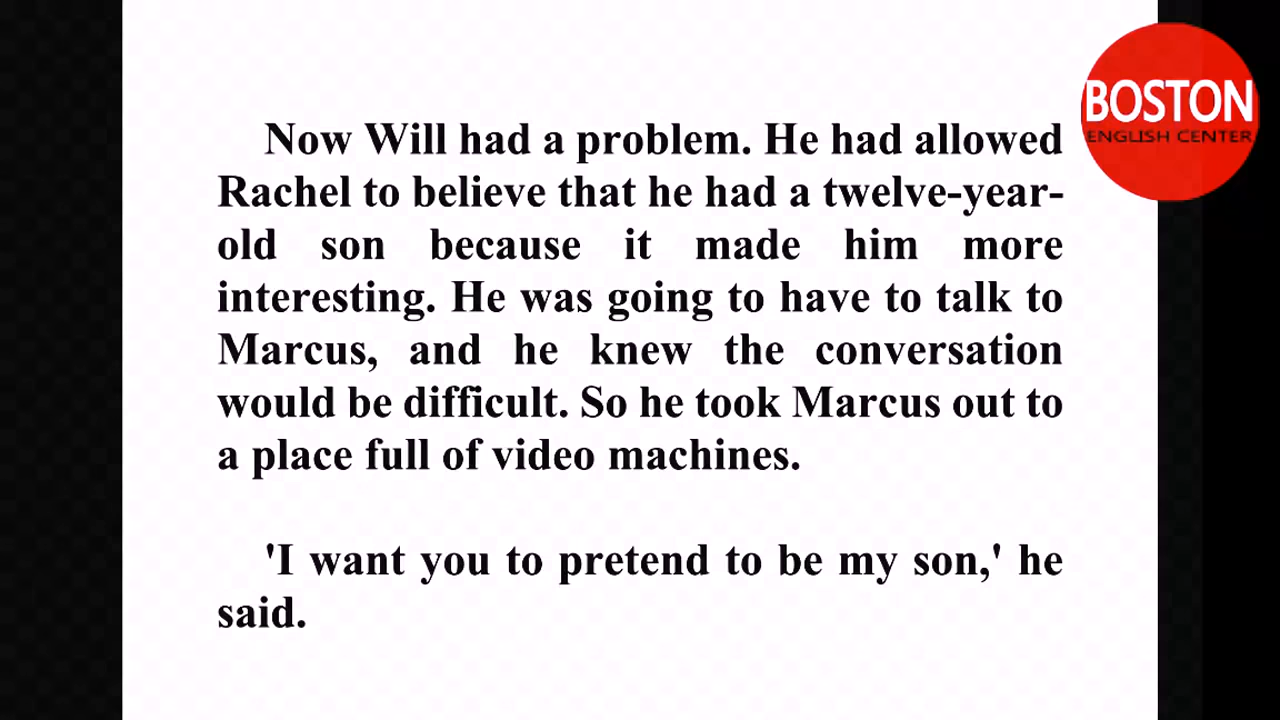 BOSTON
ENGLISH CENTER
Now Will had a problem. He had allowed
Rachel to believe that he had a twelve-year-
old son because it made him more
interesting. He was going to have to talk to
Marcus, and he knew the conversation
would be difficult. So he took Marcus out to
a place full of video machines.
'I want you to pretend to be my son,' he
said.